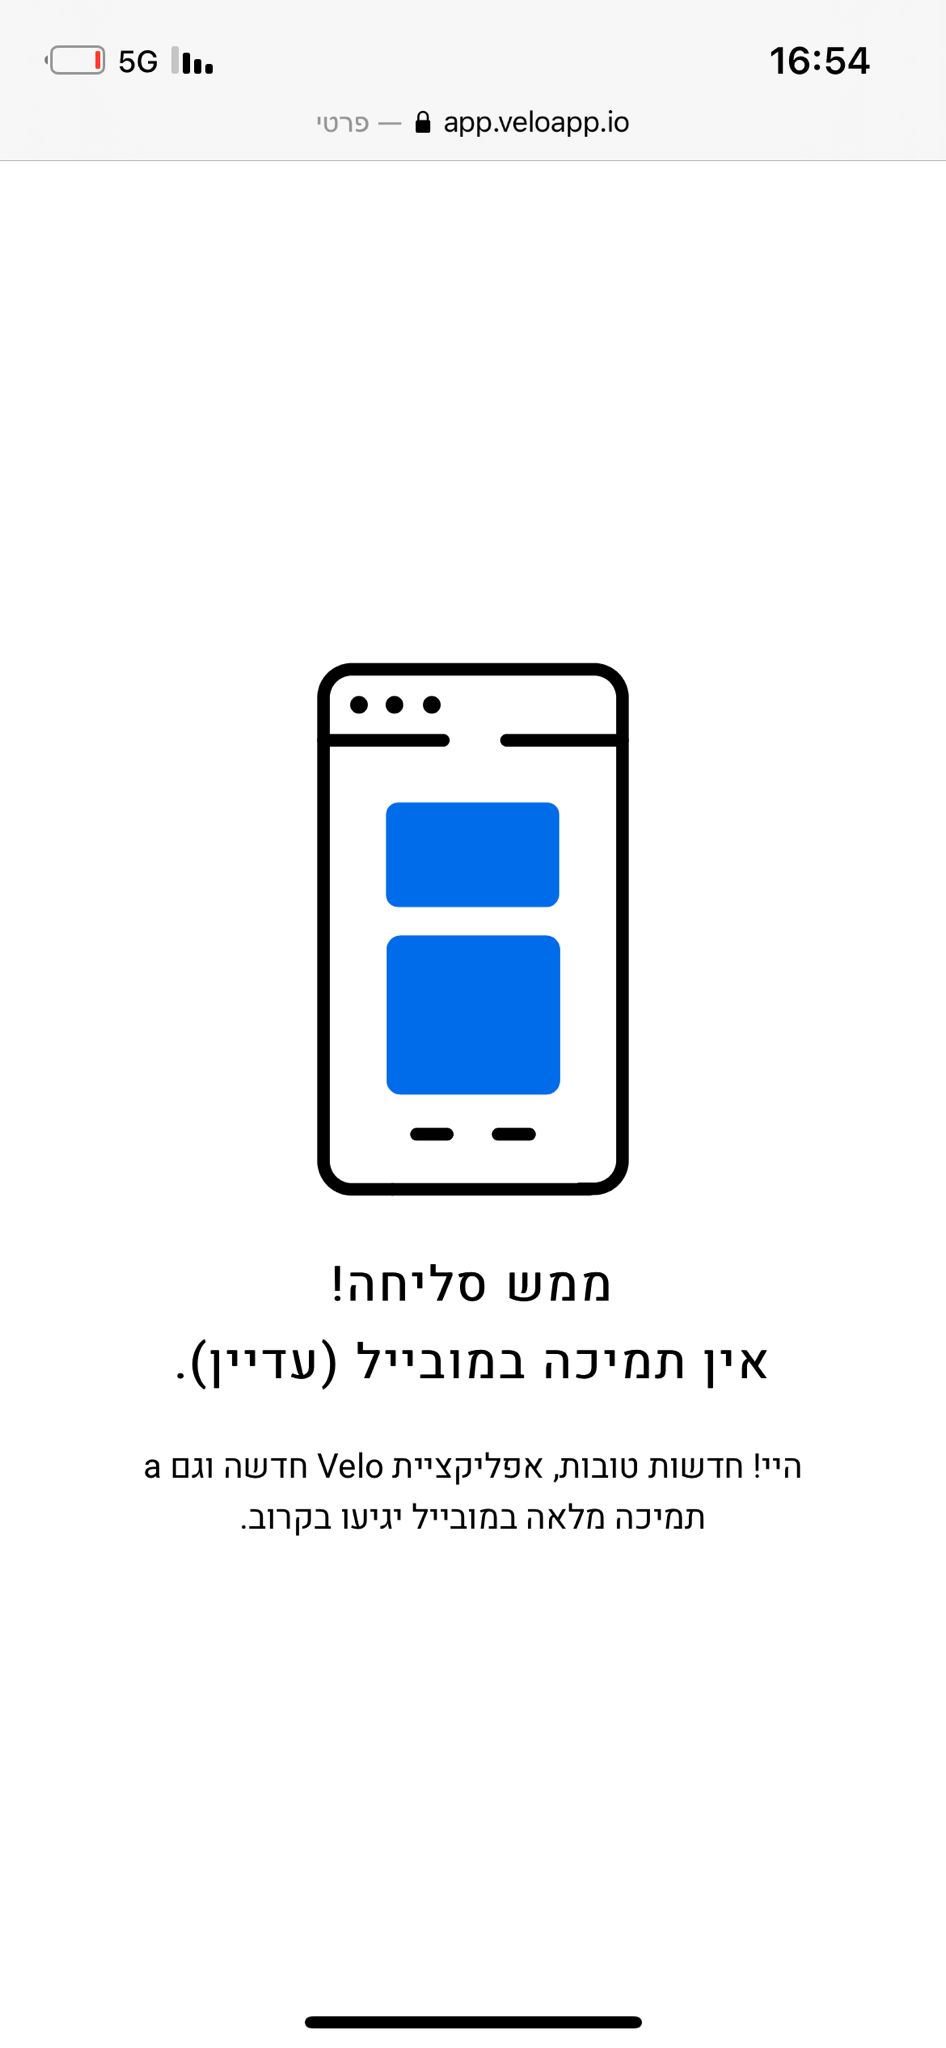 16:54
5G
app.veloapp.io — פרטי
ממש סליחה!
אין תמיכה במובייל (עדיין).
היי! חדשות טובות, אפליקציית Velo חדשה וגם a
תמיכה מלאה במובייל יגיעו בקרוב.